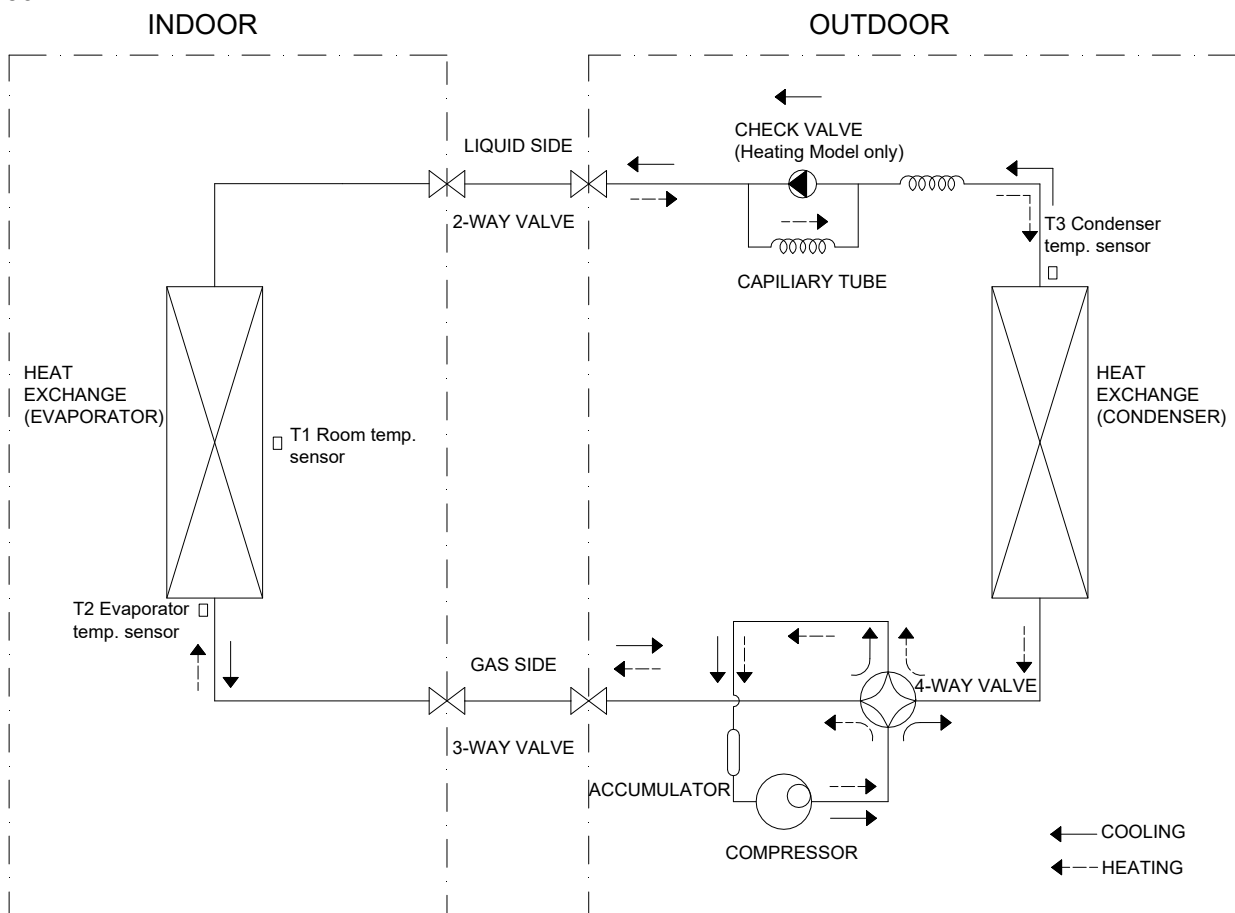 INDOOR
OUTDOOR
LIQUID SIDE
CHECK VALVE
(Heating Model only)
2-WAY VALVE
T3 Condenser
temp. sensor
CAPILIARY TUBE
HEAT
EXCHANGE
(EVAPORATOR)
T1 Room temp.
sensor
HEAT
EXCHANGE
(CONDENSER)
T2 Evaporator
temp. sensor
GAS SIDE
4-WAY VALVE
3-WAY VALVE
ACCUMULATOR
COMPRESSOR
COOLING
HEATING